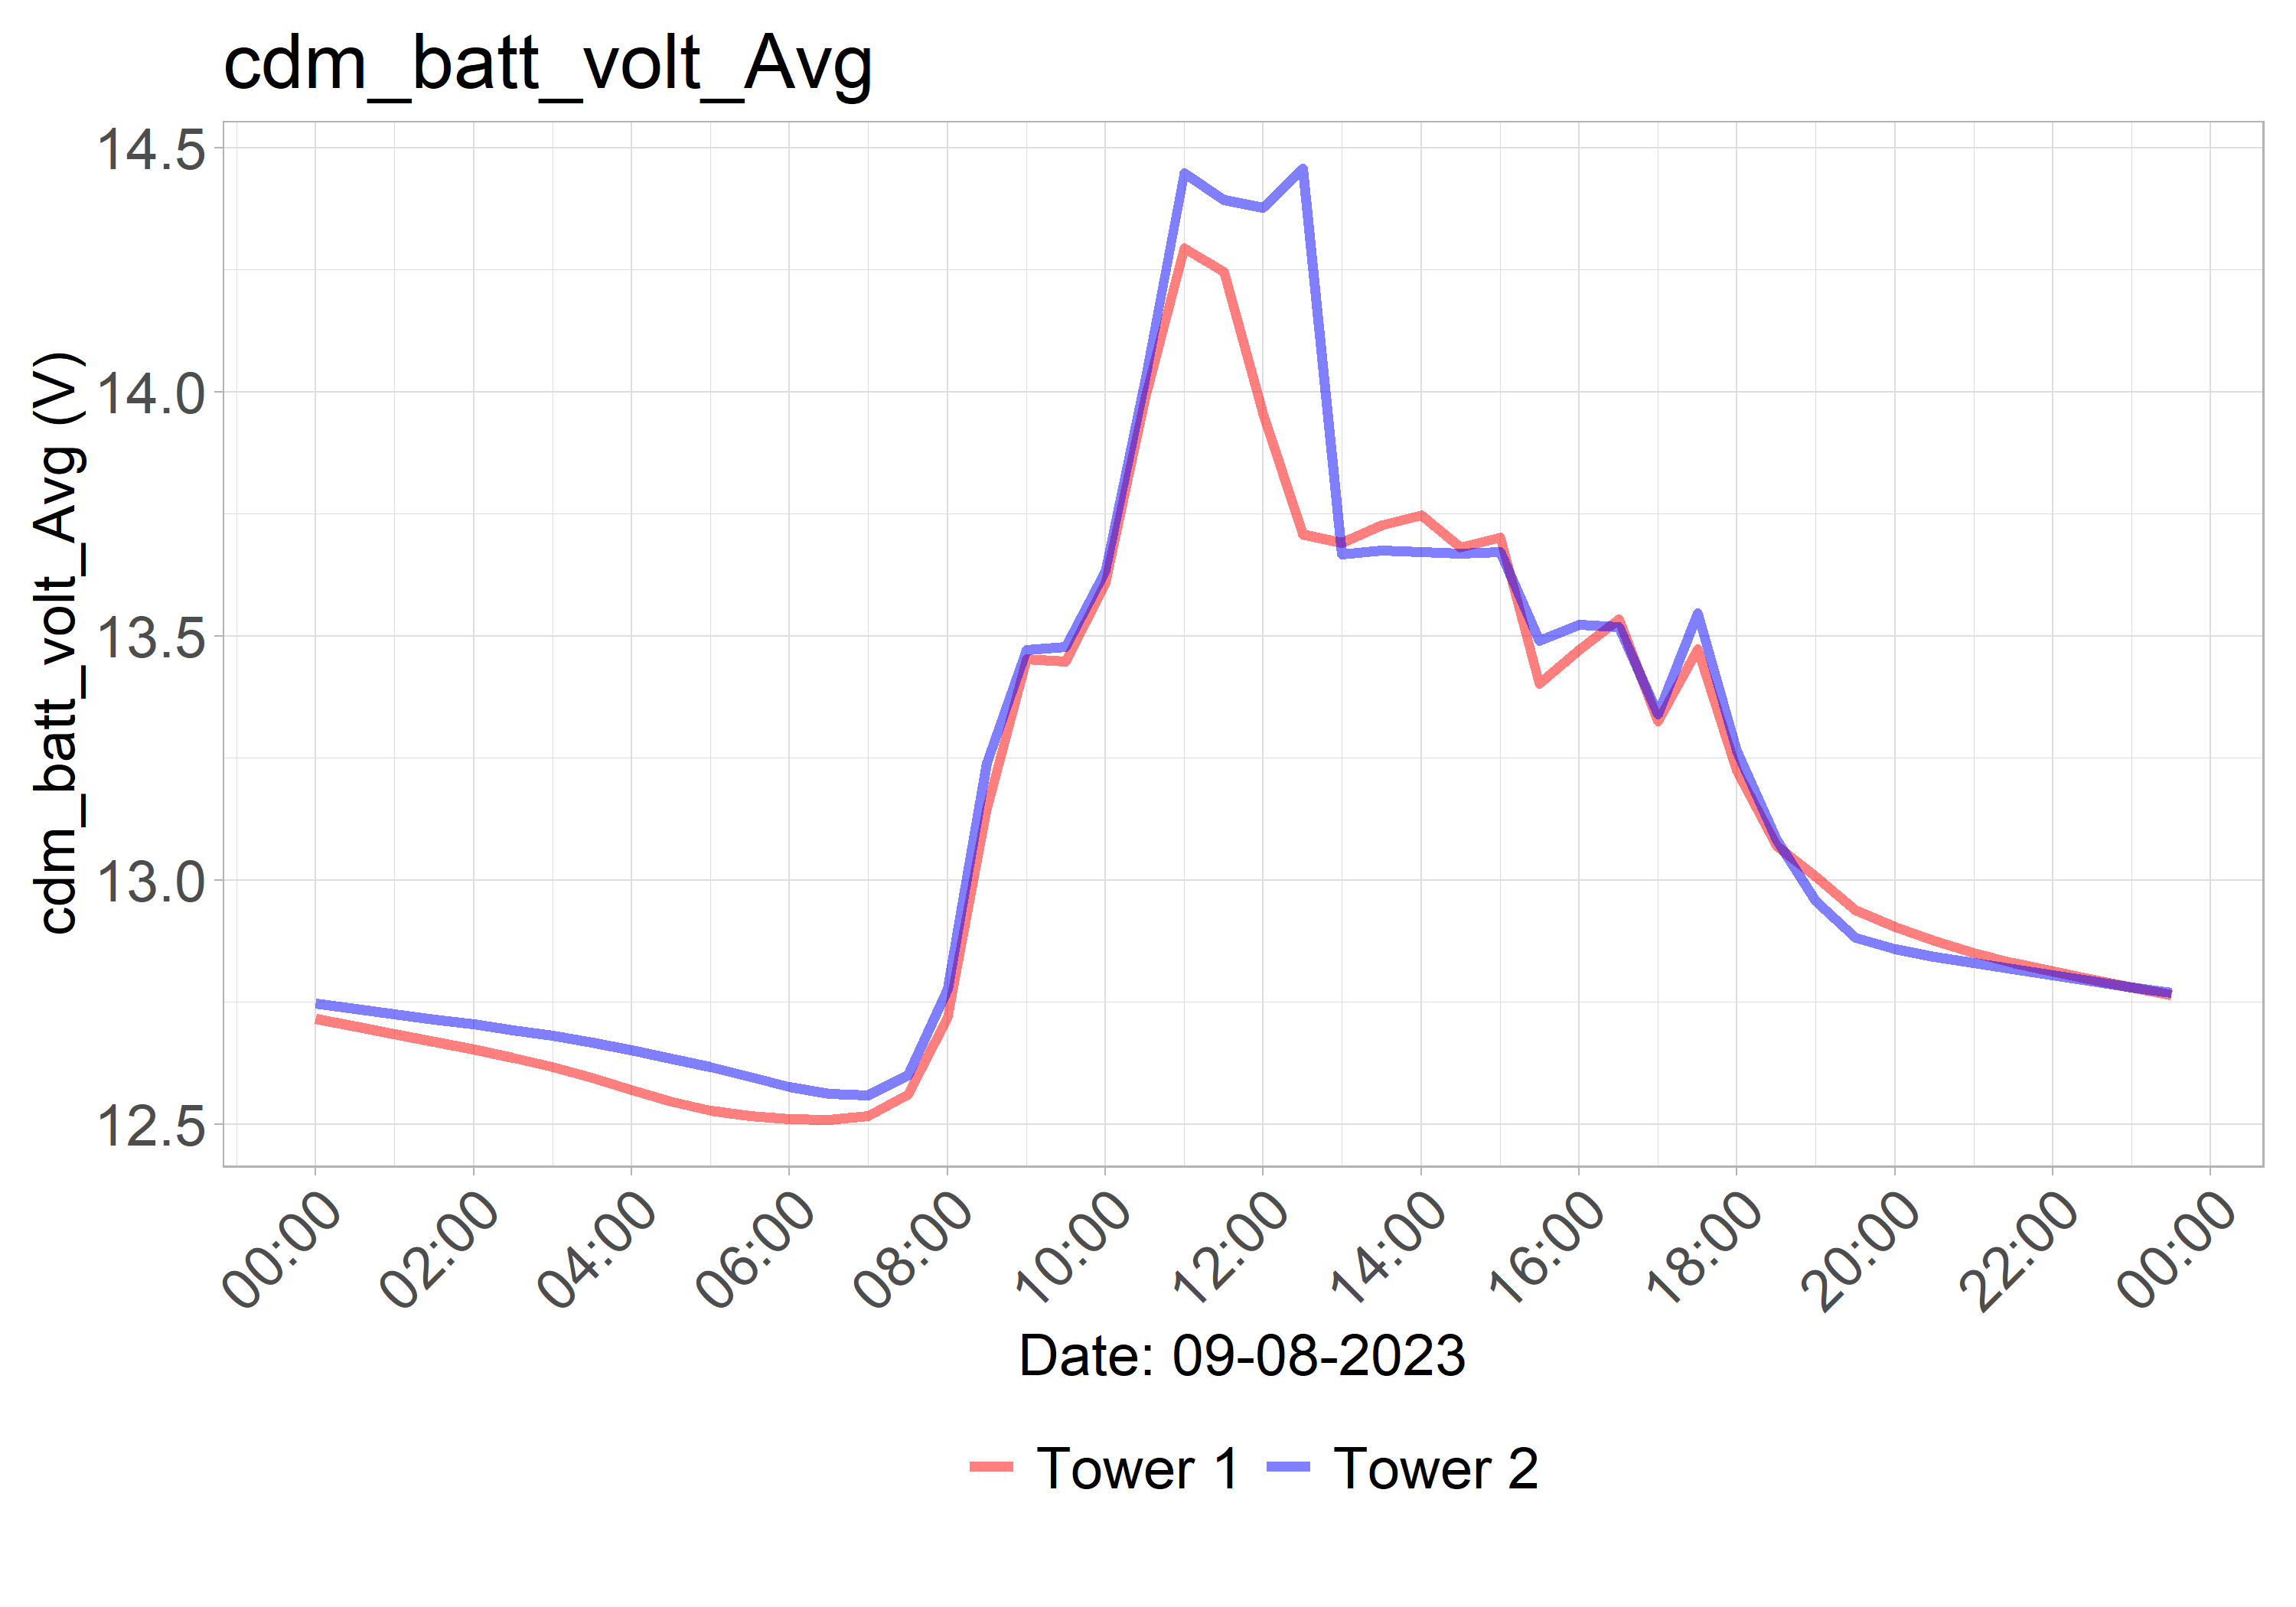 cdm_batt_volt_Avg
cdm_batt_volt_Avg (V)
14.5
14.0
13.5
13.0
12.5
00:00 02:00 04:00 06:00 08:00 10:00 12:00 14:00 16:00 18:00 20:00 22:00 00:00
Date: 09-08-2023
Tower 1 Tower 2